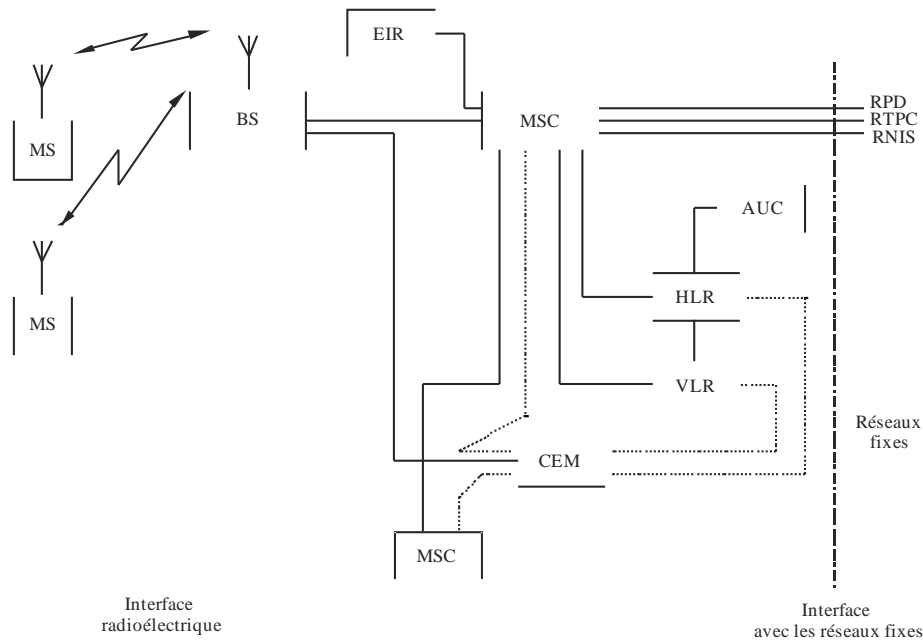 EIR
MS
BS
MSC
RPD
RTPC
RNIS
AUC
MS
HLR
VLR
Réseaux
fixes
CEM
MSC
Interface
radioélectrique
Interface
avec les réseaux fixes